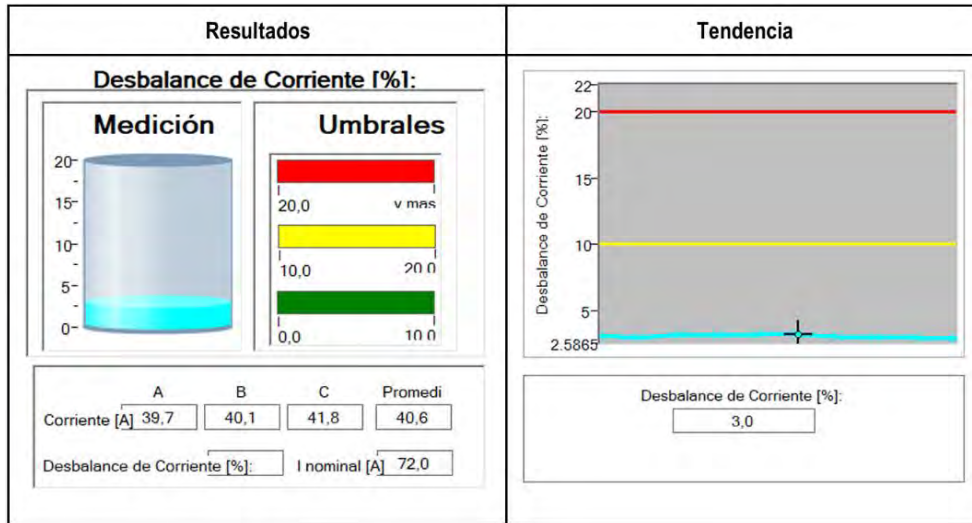 Resultados
Tendencia
Desbalance de Corriente [%]:
Medición
Umbrales
20
15
10
5
0
20,0 y mas
10,0 20,0
0,0 10,0
A B C Promedi
Corriente [A] 39,7 40,1 41,8 40,6
Desbalance de Corriente [%]: I nominal [A] 72,0
Desbalance de Corriente [%]:
22
20
15
10
5
2.5865
Desbalance de Corriente [%]:
3,0